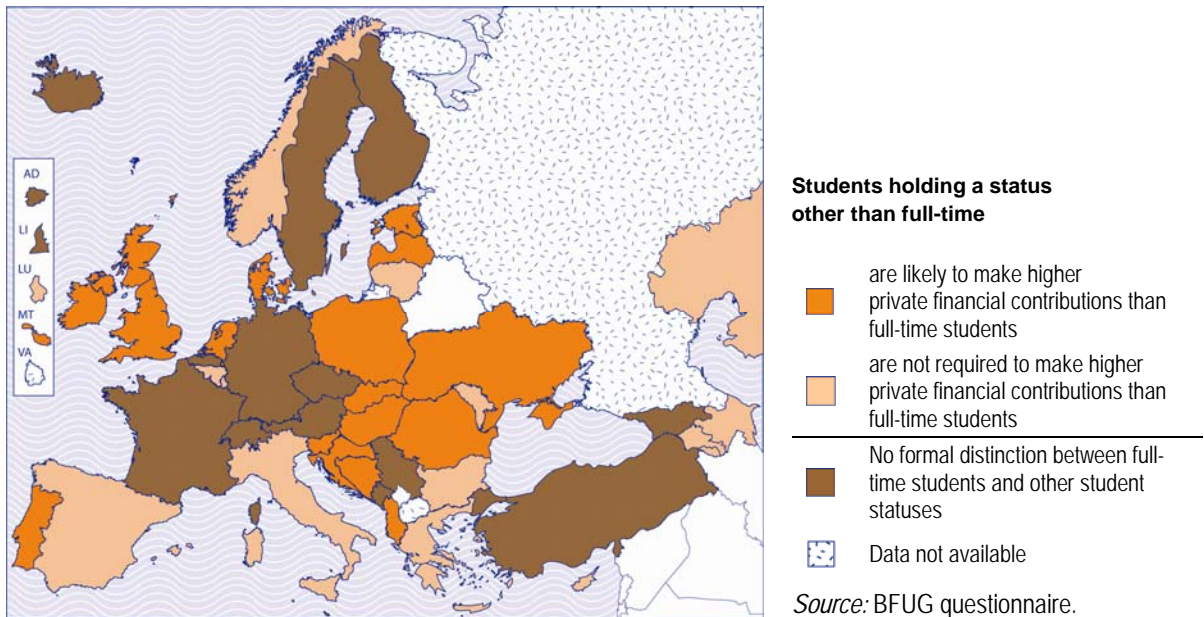 AD
LI
LU
MT
VA
Students holding a status
other than full-time
are likely to make higher
private financial contributions than
full-time students
are not required to make higher
private financial contributions than
full-time students
No formal distinction between full-
time students and other student
statuses
Data not available
Source: BFUG questionnaire.